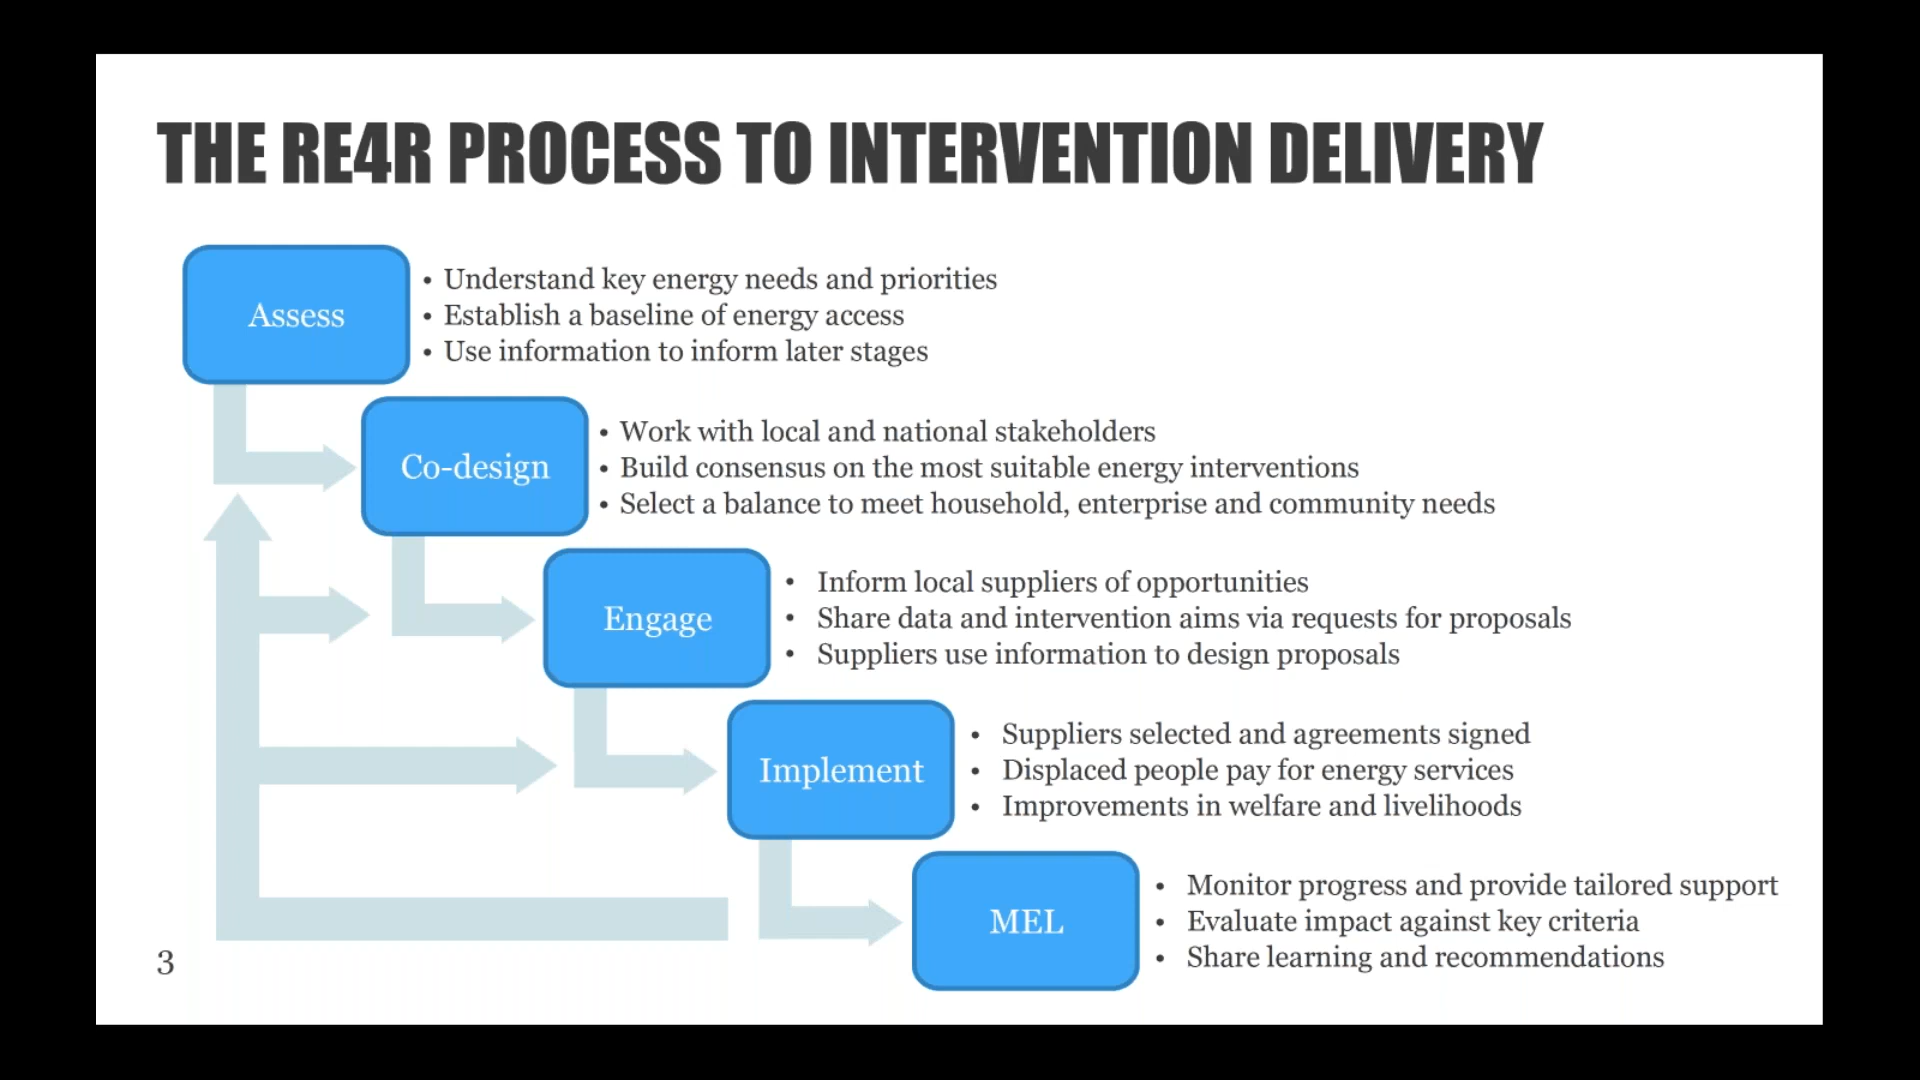 THE RE4R PROCESS TO INTERVENTION DELIVERY
Assess
• Understand key energy needs and priorities
• Establish a baseline of energy access
• Use information to inform later stages
Co-design
• Work with local and national stakeholders
• Build consensus on the most suitable energy interventions
• Select a balance to meet household, enterprise and community needs
Engage
• Inform local suppliers of opportunities
• Share data and intervention aims via requests for proposals
• Suppliers use information to design proposals
Implement
• Suppliers selected and agreements signed
• Displaced people pay for energy services
• Improvements in welfare and livelihoods
MEL
• Monitor progress and provide tailored support
• Evaluate impact against key criteria
• Share learning and recommendations
3